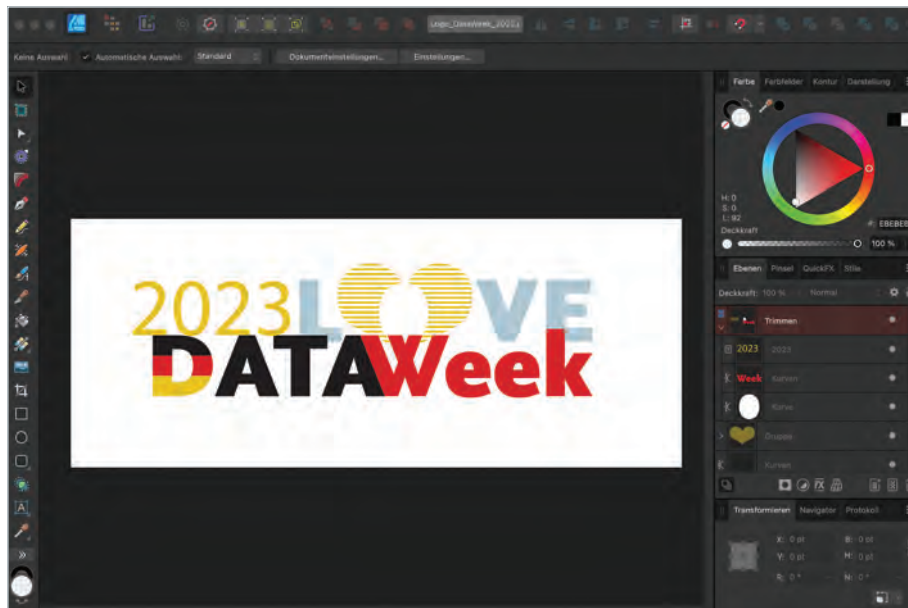 Logo_Dataweek_2023
Keine Auswahl Automatische Auswahl: Standard Dokumenteinstellungen... Einstellungen...
Farbe Farbfelder Kontur Darstellung
H: 0
S: 0
L: 92
#: EBEBEB
Deckkraft
100 %
2023LOVE
DATAWeek
Ebenen Pinsel QuickFX Stile
Deckkraft: 100 % Normal
Trimmen
2023 2023
Week Kurven
Kurve
Gruppe
Kurven
fx
A
Transformieren Navigator Protokoll
X: 0 pt B: 0 pt
Y: 0 pt H: 0 pt
R: 0 ° N: 0 °